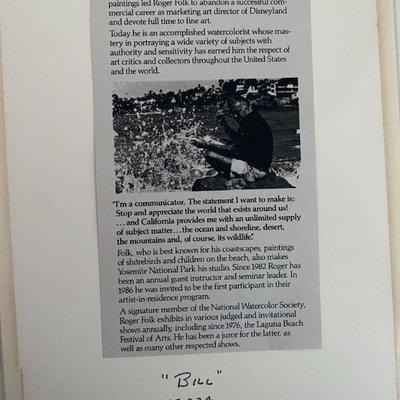 paintings led Roger Folk to abandon a successful com-
mercial career as marketing art director of Disneyland
and devote full time to fine art.
Today he is an accomplished watercolorist whose mas-
tery in portraying a wide variety of subjects with
authority and sensitivity has earned him the respect of
art critics and collectors throughout the United States
and the world.
"I'm a communicator. The statement I want to make is:
Stop and appreciate the world that exists around us!
. . . and California provides me with an unlimited supply
of subject matter. . .the ocean and shoreline, desert,
the mountains and, of course, its wildlife."
Folk, who is best known for his coastscapes, paintings
of shorebirds and children on the beach, also makes
Yosemite National Park his studio. Since 1982 Roger has
been an annual guest instructor and seminar leader. In
1986 he was invited to be the first participant in their
artist-in-residence program.
A signature member of the National Watercolor Society,
Roger Folk exhibits in various judged and invitational
shows annually, including since 1976, the Laguna Beach
Festival of Arts. He has been a juror for the latter, as
well as many other respected shows.
"BILL"